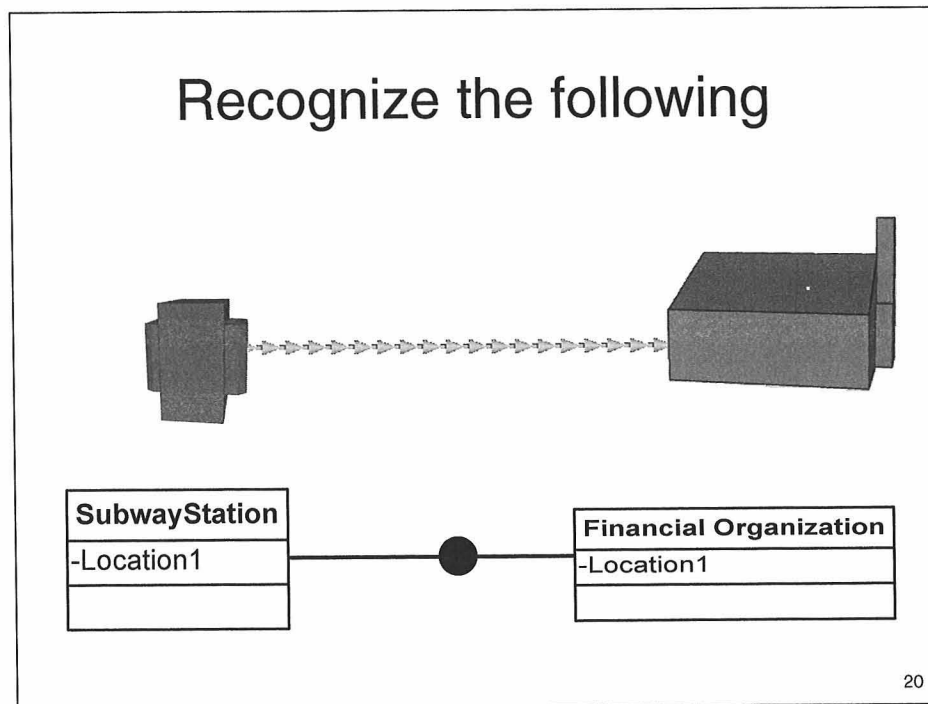 Recognize the following
SubwayStation
-Location1
Financial Organization
-Location1
20